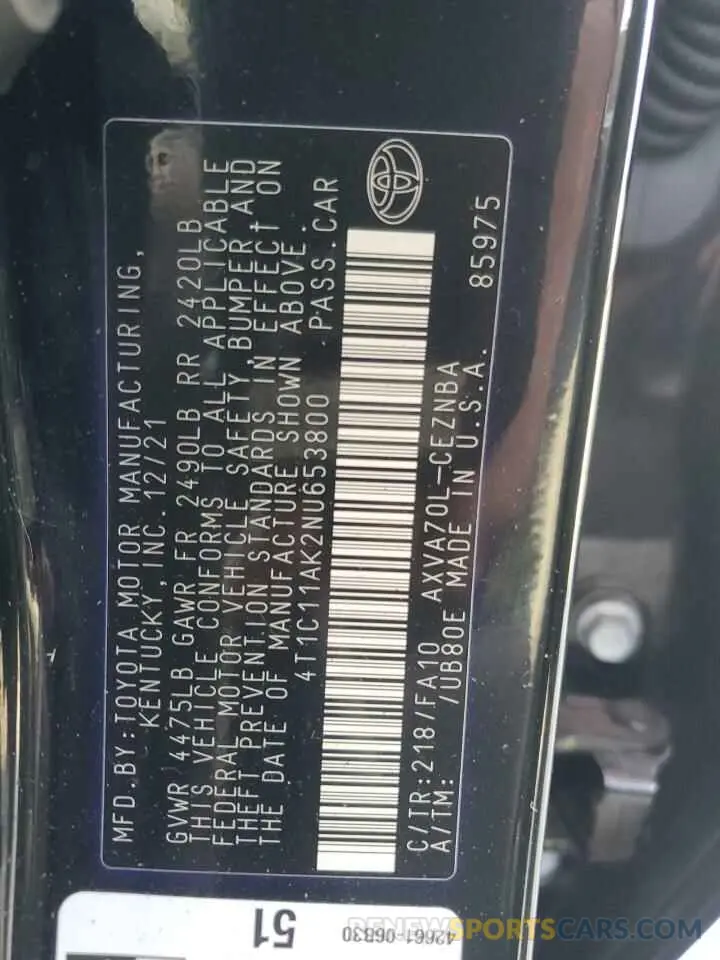 MFD.BY:TOYOTA MOTOR MANUFACTURING,
KENTUCKY,INC.12/21
GVWR 4475LB GAWR FR 2490LB RR 2420LB
THIS VEHICLE CONFORMS TO ALL APPLICABLE
FEDERAL MOTOR VEHICLE SAFETY,BUMPER,AND
THEFT PREVENTION STANDARDS IN EFFECT ON
THE DATE OF MANUFACTURE SHOWN ABOVE.
4T1C11AK2NU653800 PASS.CAR
C/TR:218/FA10 AXVA70L-CEZNBA
A/TM: /UB80E MADE IN U.S.A. 85975
51
42661-06B30
RENEWSPORTSCARS.COM